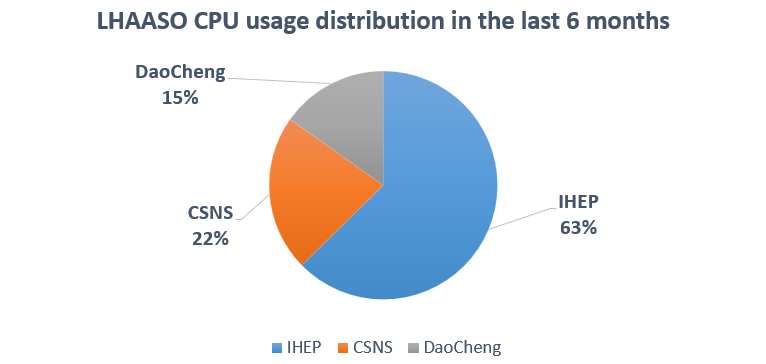 LHAASO CPU usage distribution in the last 6 months
DaoCheng
15%
IHEP
63%
CSNS
22%
IHEP CSNS DaoCheng